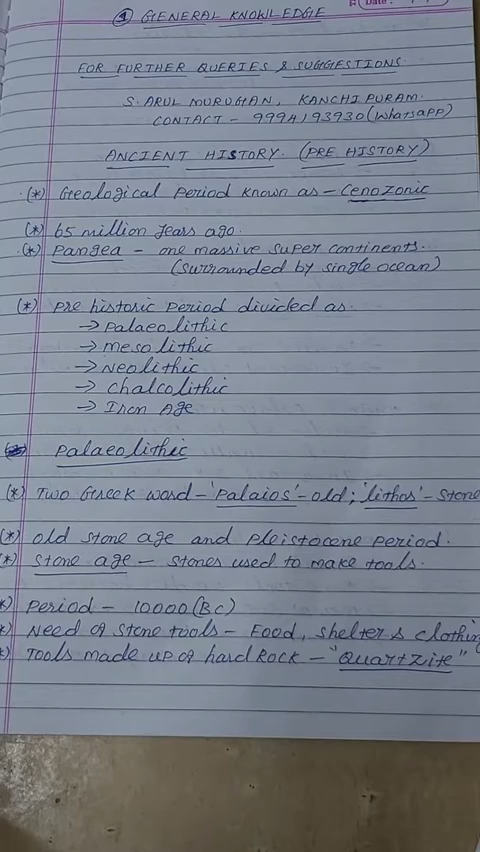 Date:
① GENERAL KNOWLEDGE
FOR FURTHER QUERIES & SUGGESTIONS.
S. ARUL MURUGHAN, KANCHIPURAM.
CONTACT - 9994193930 (WhatsAPP)
ANCIENT HISTORY. (PRE HISTORY)
(*) Geological Period known as - Cenozonic
(*) 65 million years ago.
(*) Pangea - one massive super continents.
(surrounded by single ocean)
(*) Pre historic Period divided as.
→ Palaeolithic
→ mesolithic
→ Neolithic
→ Chalcolithic
→ Iron Age
Palaeolithic
(*) Two Greek word - 'Palaios' - old; 'lithos' - stone
(*) old stone age and Pleistocene Period.
(*) Stone age - stones used to make tools.
(*) Period - 10000 (BC)
(*) Need of Stone tools - Food, Shelter & Clothing
(*) Tools made up of hard Rock - "Quartzite"